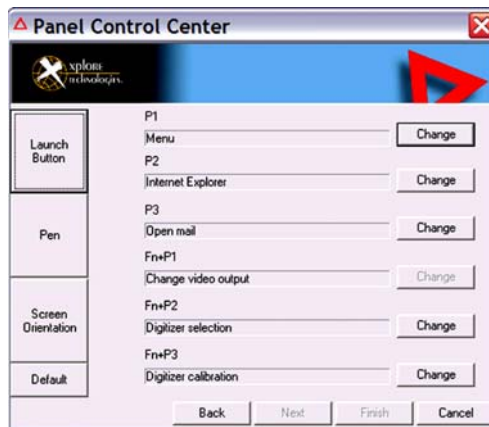 Panel Control Center
xplore
technologies.
Launch
Button
Pen
Screen
Orientation
Default
P1
Menu
Change
P2
Internet Explorer
Change
P3
Open mail
Change
Fn+P1
Change video output
Change
Fn+P2
Digitizer selection
Change
Fn+P3
Digitizer calibration
Change
Back
Next
Finish
Cancel